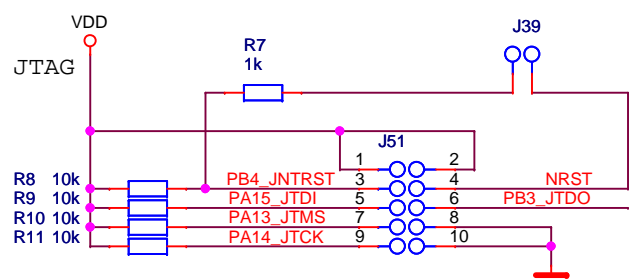 VDD
JTAG
R7
1k
J39
J51
1 2
R8 10k PB4_JNTRST 3 4 NRST
R9 10k PA15_JTDI 5 6 PB3_JTDO
R10 10k PA13_JTMS 7 8
R11 10k PA14_JTCK 9 10